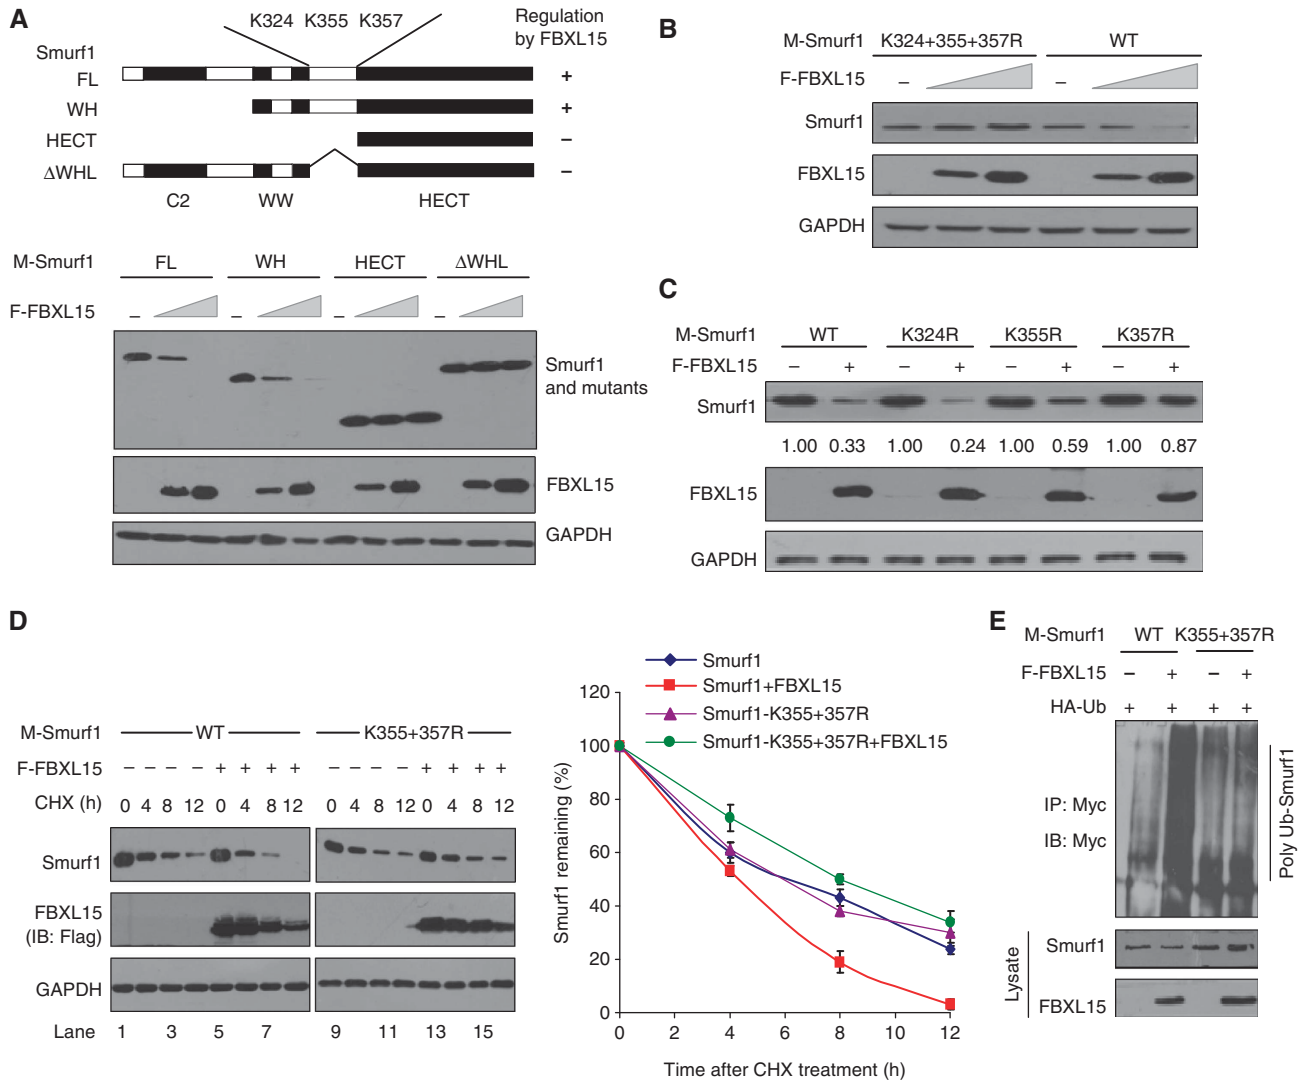 A
K324 K355 K357
Regulation
by FBXL15
Smurf1
FL
+
WH
+
HECT
–
ΔWHL
–
C2 WW HECT
M-Smurf1 FL WH HECT ΔWHL
F-FBXL15 – – – –
Smurf1
and mutants
FBXL15
GAPDH
B
M-Smurf1 K324+355+357R WT
F-FBXL15 – –
Smurf1
FBXL15
GAPDH
C
M-Smurf1 WT K324R K355R K357R
F-FBXL15 – + – + – + – +
Smurf1
1.00 0.33 1.00 0.24 1.00 0.59 1.00 0.87
FBXL15
GAPDH
D
M-Smurf1 WT K355+357R
F-FBXL15 – – – – + + + + – – – – + + + +
CHX (h) 0 4 8 12 0 4 8 12 0 4 8 12 0 4 8 12
Smurf1
FBXL15
(IB: Flag)
GAPDH
Lane 1 3 5 7 9 11 13 15
Smurf1
Smurf1+FBXL15
Smurf1-K355+357R
Smurf1-K355+357R+FBXL15
Smurf1 remaining (%)
120
100
80
60
40
20
0
0 2 4 6 8 10 12
Time after CHX treatment (h)
E
M-Smurf1 WT K355+357R
F-FBXL15 – + – +
HA-Ub + + + +
IP: Myc
IB: Myc
Poly Ub-Smurf1
Lysate
Smurf1
FBXL15